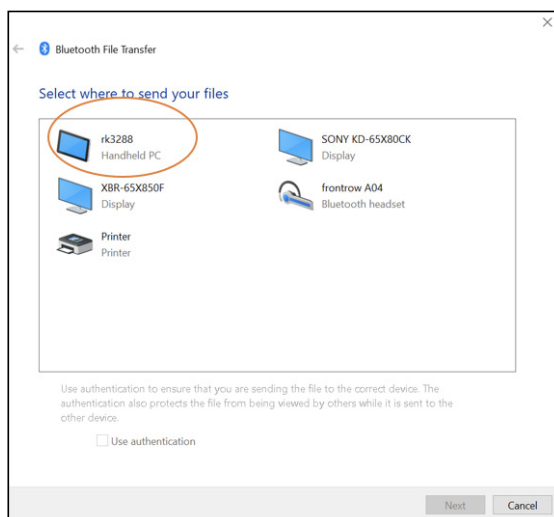 Bluetooth File Transfer
Select where to send your files
rk3288
Handheld PC
SONY KD-65X80CK
Display
XBR-65X850F
Display
frontrow A04
Bluetooth headset
Printer
Printer
Use authentication to ensure that you are sending the file to the correct device. The
authentication also protects the file from being viewed by others while it is sent to the
other device.
Use authentication
Next
Cancel